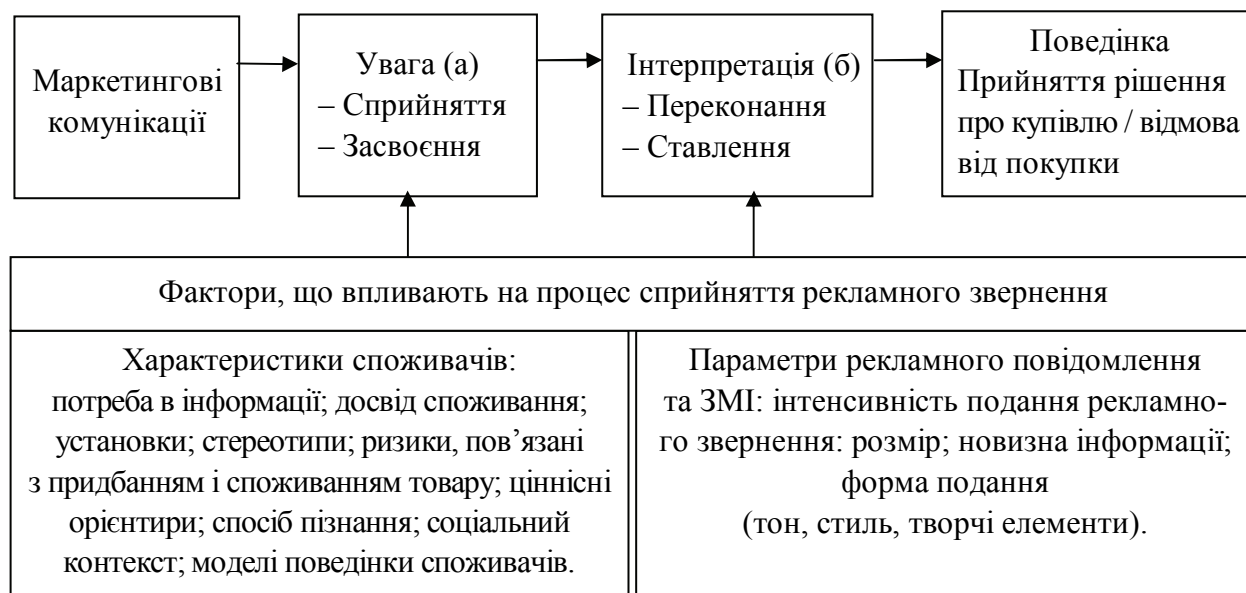 Маркетингові
комунікації
Увага (а)
– Сприйняття
– Засвоєння
Інтерпретація (б)
– Переконання
– Ставлення
Поведінка
Прийняття рішення
про купівлю / відмова
від покупки
Фактори, що впливають на процес сприйняття рекламного звернення
Характеристики споживачів:
потреба в інформації; досвід споживання;
установки; стереотипи; ризики, пов’язані
з придбанням і споживанням товару; ціннісні
орієнтири; спосіб пізнання; соціальний
контекст; моделі поведінки споживачів.
Параметри рекламного повідомлення
та ЗМІ: інтенсивність подання рекламно-
го звернення: розмір; новизна інформації;
форма подання
(тон, стиль, творчі елементи).